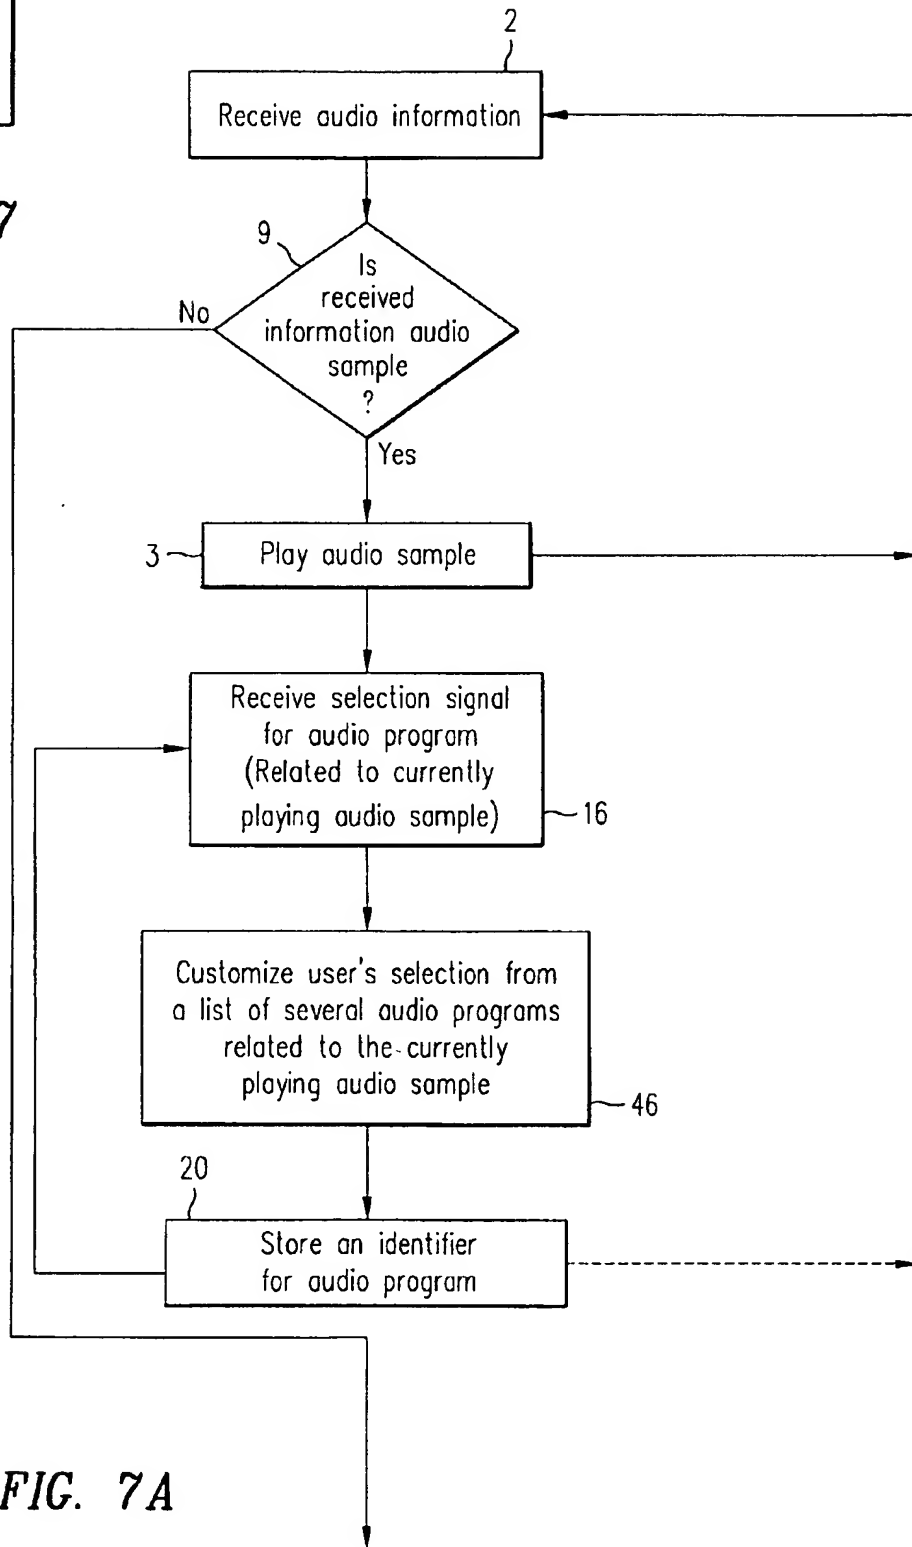 2
Receive audio information
7
9
Is
received
information audio
sample
?
No
Yes
3
Play audio sample
Receive selection signal
for audio program
(Related to currently
playing audio sample)
16
Customize user's selection from
a list of several audio programs
related to the currently
playing audio sample
46
20
Store an identifier
for audio program
FIG. 7A